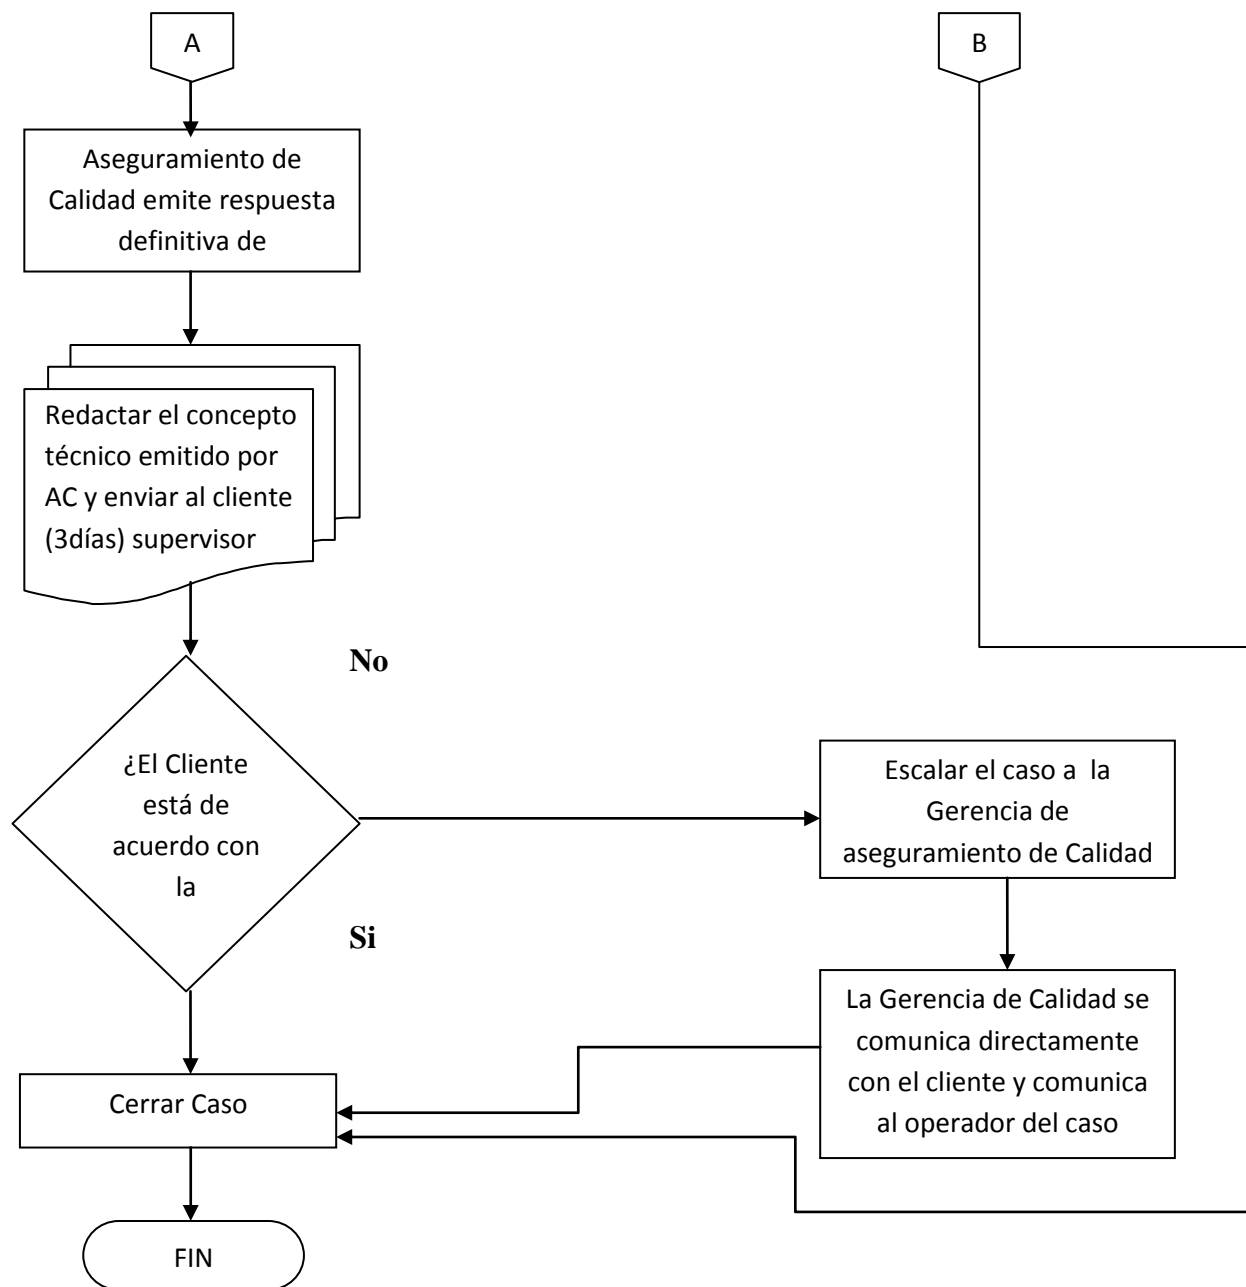 A
B
Aseguramiento de
Calidad emite respuesta
definitiva de
Redactar el concepto
técnico emitido por
AC y enviar al cliente
(3días) supervisor
No
¿El Cliente
está de
acuerdo con
la
Escalar el caso a  la
Gerencia de
aseguramiento de Calidad
Si
La Gerencia de Calidad se
comunica directamente
con el cliente y comunica
al operador del caso
Cerrar Caso
FIN